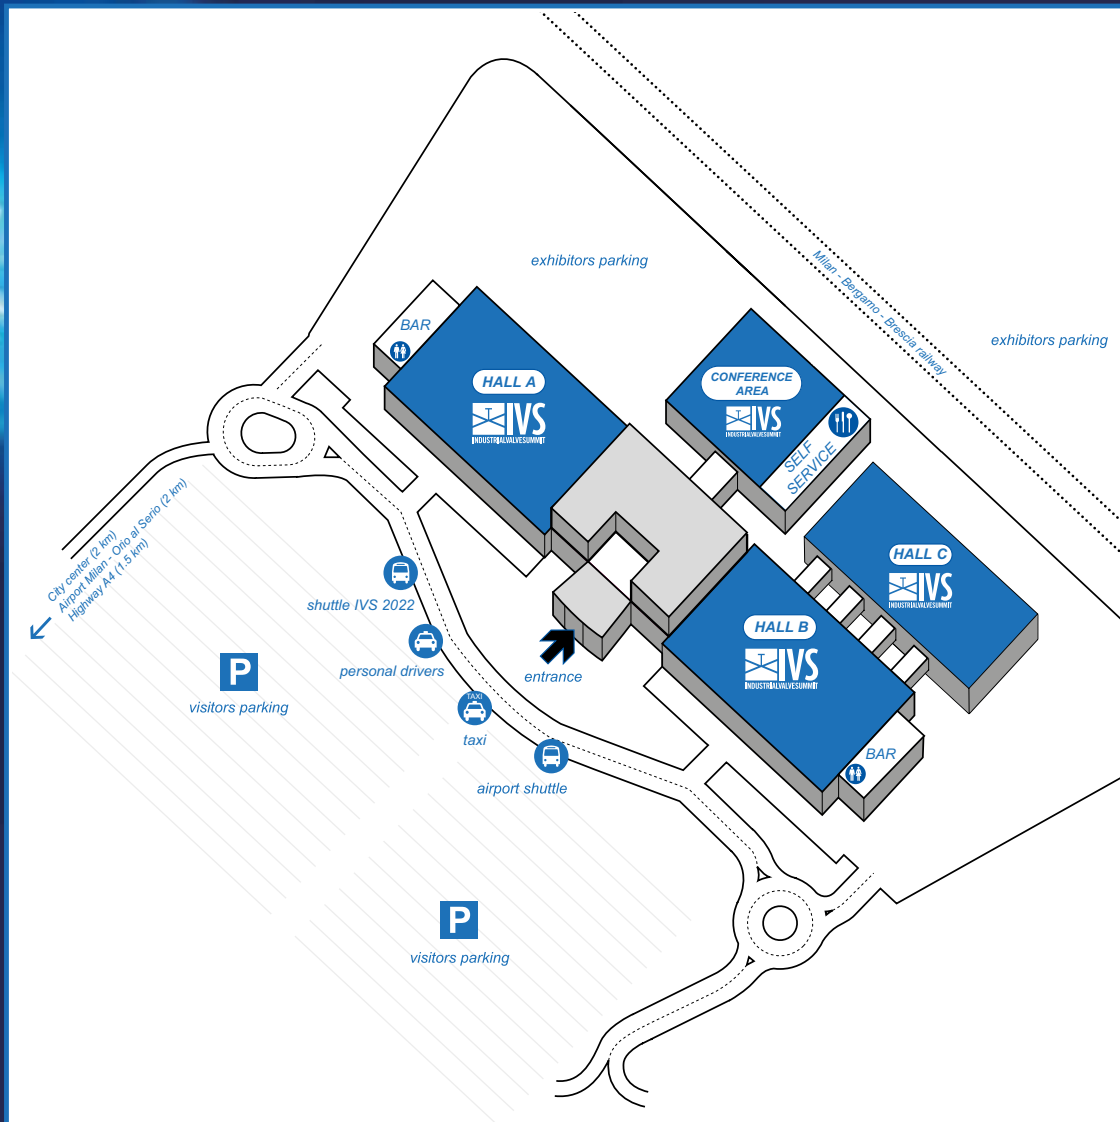 exhibitors parking
Milan - Bergamo - Brescia railway
exhibitors parking
BAR
HALL A
IVS
INDUSTRIALVALVESUMMIT
CONFERENCE
AREA
IVS
INDUSTRIALVALVESUMMIT
SELF
SERVICE
HALL C
IVS
INDUSTRIALVALVESUMMIT
City center (2 km)
Airport Milan - Orio al Serio (2 km)
Highway A4 (1.5 km)
shuttle IVS 2022
HALL B
IVS
INDUSTRIALVALVESUMMIT
personal drivers
entrance
P
visitors parking
TAXI
taxi
BAR
airport shuttle
P
visitors parking